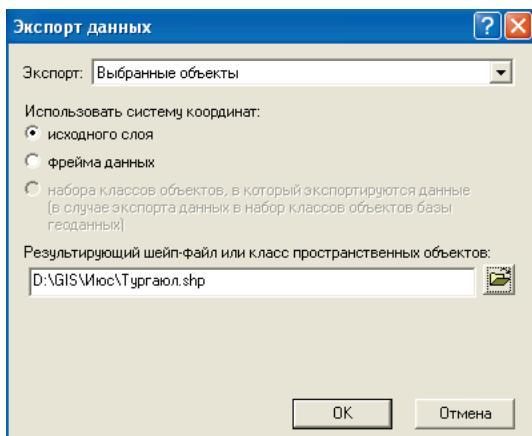 Экспорт данных
Экспорт: Выбранные объекты
Использовать систему координат:
исходного слоя
фрейма данных
набора классов объектов, в который экспортируются данные
(в случае экспорта данных в набор классов объектов базы
геоданных)
Результирующий шейп-файл или класс пространственных объектов:
D:\GIS\Июс\Тургаюл.shp
OK Отмена